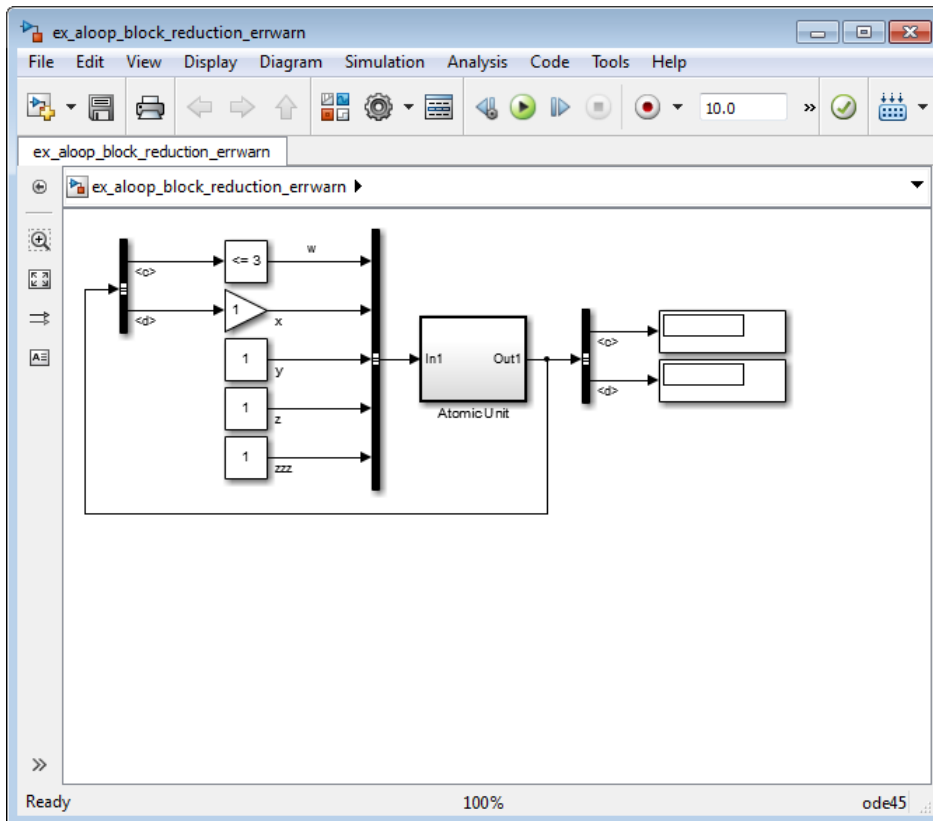 ex_aloop_block_reduction_errwarn
File Edit View Display Diagram Simulation Analysis Code Tools Help
10.0 »
ex_aloop_block_reduction_errwarn
ex_aloop_block_reduction_errwarn
<c> <= 3 w
<d> 1 x
1 y
1 z
1 zzz
In1 Out1
Atomic Unit
<c>
<d>
»
Ready 100% ode45